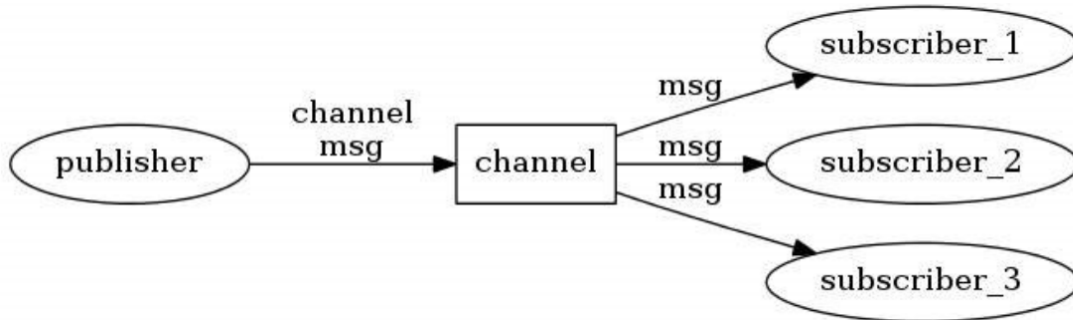 publisher
channel
msg
channel
msg
msg
msg
subscriber_1
subscriber_2
subscriber_3